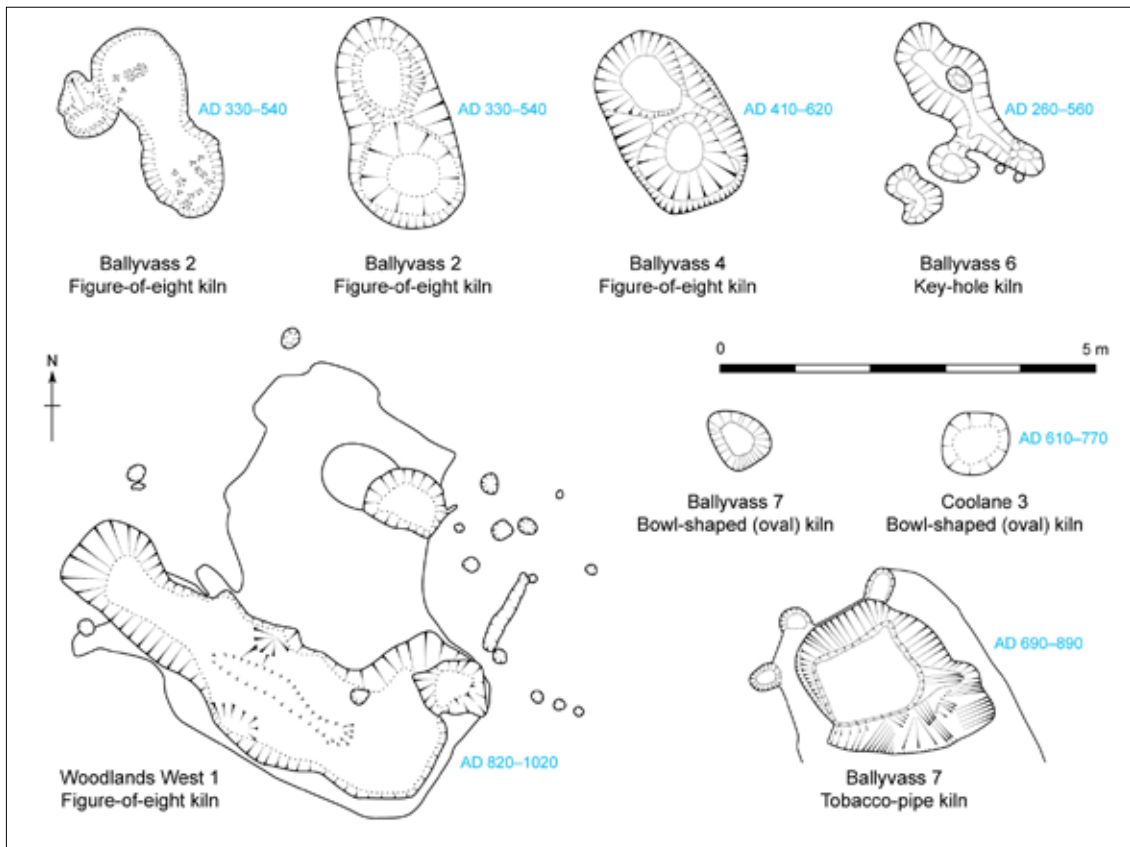 AD 330–540
AD 330–540
AD 410–620
AD 260–560
Ballyvass 2
Figure-of-eight kiln
Ballyvass 2
Figure-of-eight kiln
Ballyvass 4
Figure-of-eight kiln
Ballyvass 6
Key-hole kiln
N
0
5 m
AD 610–770
Ballyvass 7
Bowl-shaped (oval) kiln
Coolane 3
Bowl-shaped (oval) kiln
AD 690–890
AD 820–1020
Woodlands West 1
Figure-of-eight kiln
Ballyvass 7
Tobacco-pipe kiln